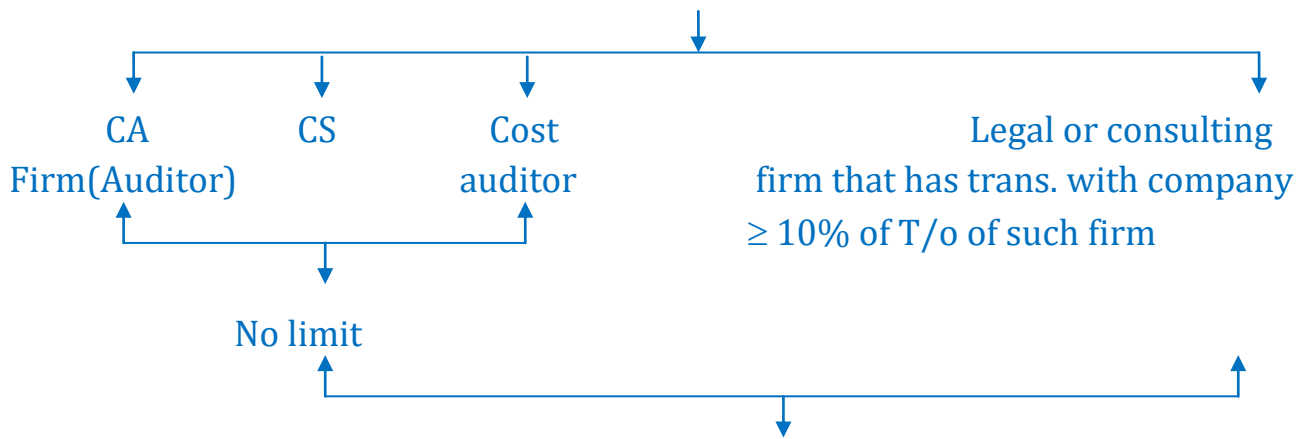 CA CS Cost Legal or consulting
Firm(Auditor) auditor firm that has trans. with company
≥ 10% of T/o of such firm
No limit